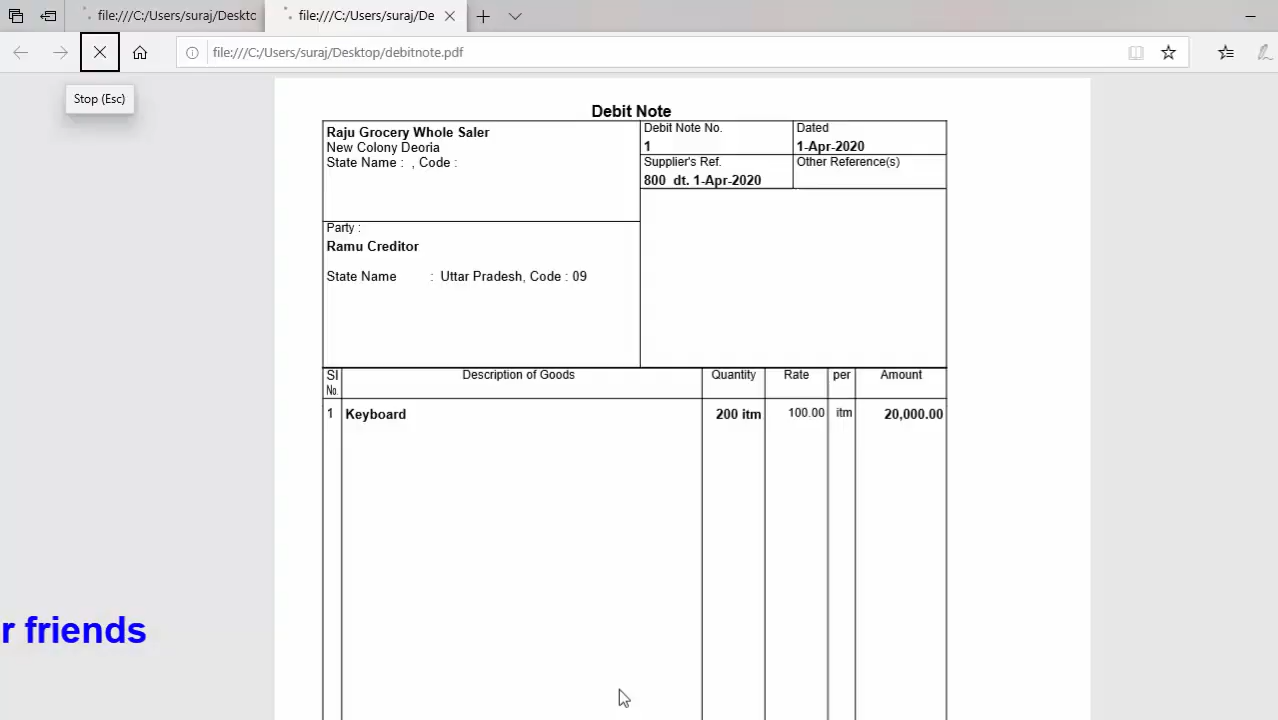 file:///C:/Users/suraj/Deskto
file:///C:/Users/suraj/De
file:///C:/Users/suraj/Desktop/debitnote.pdf
Stop (Esc)
Debit Note
Raju Grocery Whole Saler
New Colony Deoria
State Name :  , Code :
Debit Note No.
1
Dated
1-Apr-2020
Supplier's Ref.
800 dt. 1-Apr-2020
Other Reference(s)
Party :
Ramu Creditor
State Name : Uttar Pradesh, Code : 09
Sl No. Description of Goods Quantity Rate per Amount
1 Keyboard 200 itm 100.00 itm 20,000.00
r friends